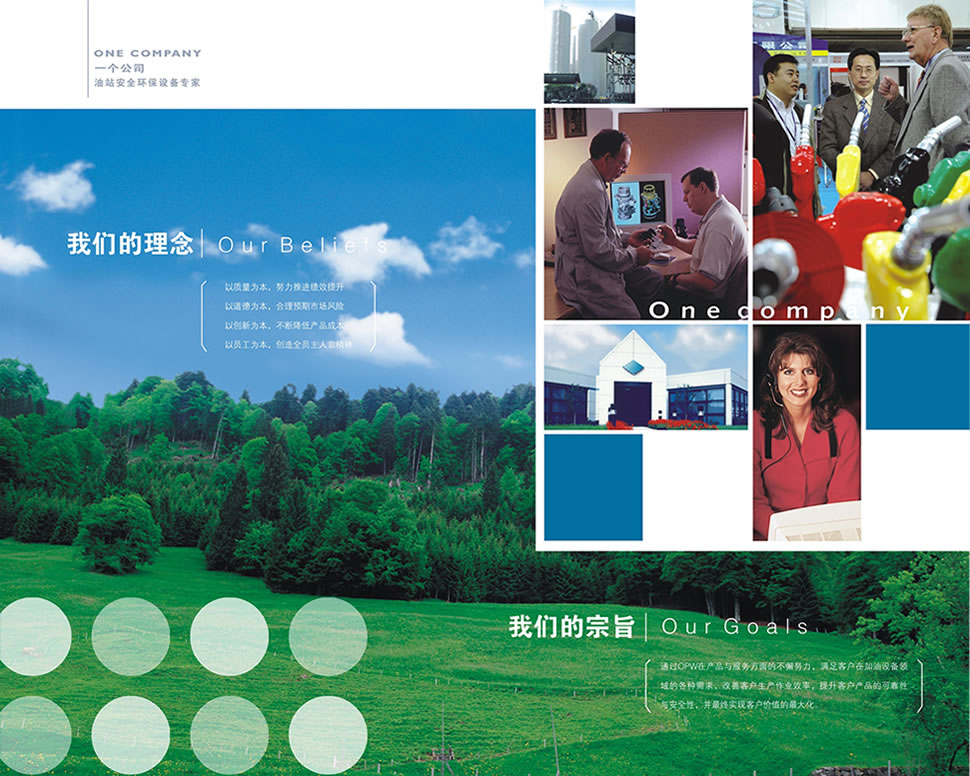 ONE COMPANY
一个公司
油站安全环保设备专家
限公司
我们的理念 Our Beliefs
以质量为本，努力推进绩效提升
以道德为本，合理预期市场风险
以创新为本，不断降低产品成本
以员工为本，创造全员主人翁精神
One company
我们的宗旨 Our Goals
通过OPW在产品与服务方面的不懈努力，满足客户在加油设备领
域的各种需求、改善客户生产作业效率，提升客户产品的可靠性
与安全性，并最终实现客户价值的最大化